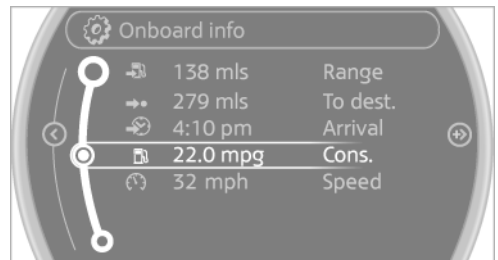 Onboard info
138 mls Range
279 mls To dest.
4:10 pm Arrival
22.0 mpg Cons.
32 mph Speed